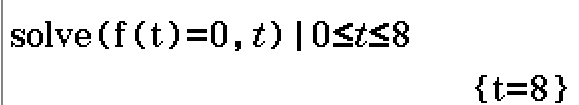 solve(f(t)=0,t)|0≤t≤8
{t=8}